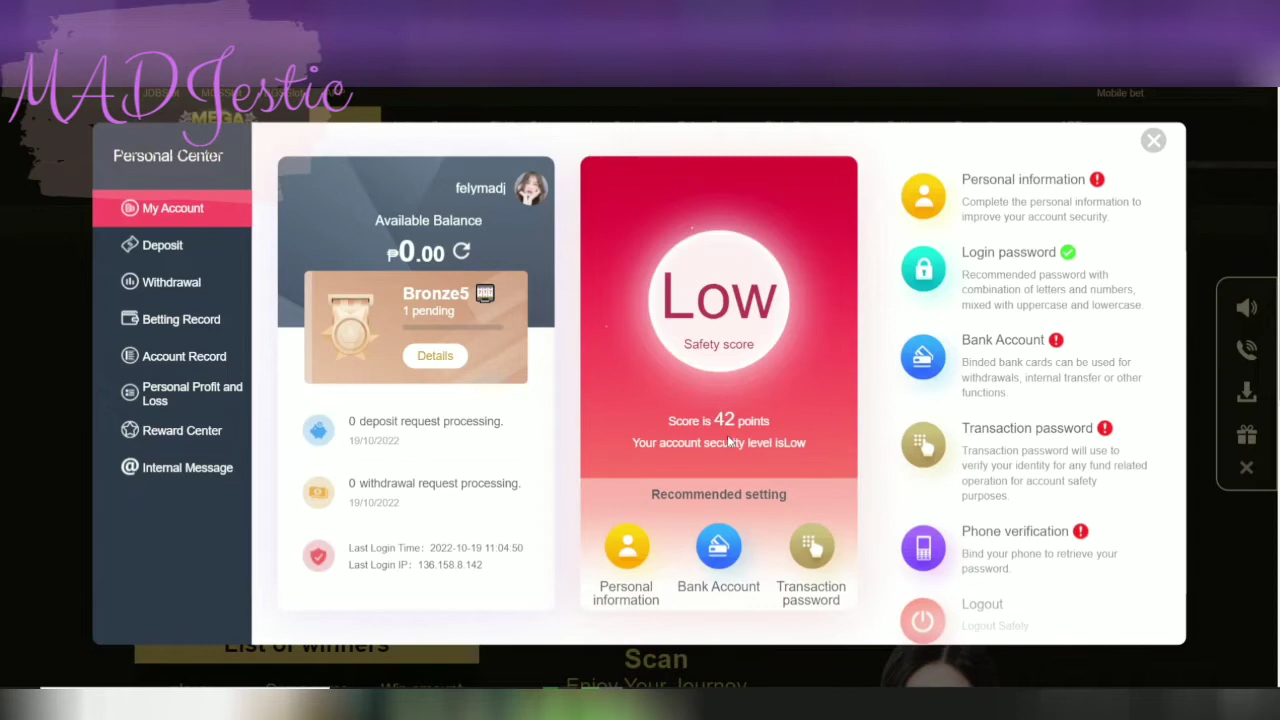 MADJestic
Mobile bet
MEGA
Personal Center
My Account
Deposit
Withdrawal
Betting Record
Account Record
Personal Profit and
Loss
Reward Center
Internal Message
felymadj
Available Balance
₱0.00
Bronze5
1 pending
Details
0 deposit request processing.
19/10/2022
0 withdrawal request processing.
19/10/2022
Last Login Time: 2022-10-19 11:04.50
Last Login IP: 136.158.8.142
Low
Safety score
Score is 42 points
Your account security level isLow
Recommended setting
Personal
information
Bank Account
Transaction
password
Personal information
Complete the personal information to
improve your account security.
Login password
Recommended password with
combination of letters and numbers,
mixed with uppercase and lowercase.
Bank Account
Binded bank cards can be used for
withdrawals, internal transfer or other
functions.
Transaction password
Transaction password will use to
verify your identity for any fund related
operation for account safety
purposes.
Phone verification
Bind your phone to retrieve your
password.
Logout
Logout Safely
List of winners
Scan
Enjoy Your Journey